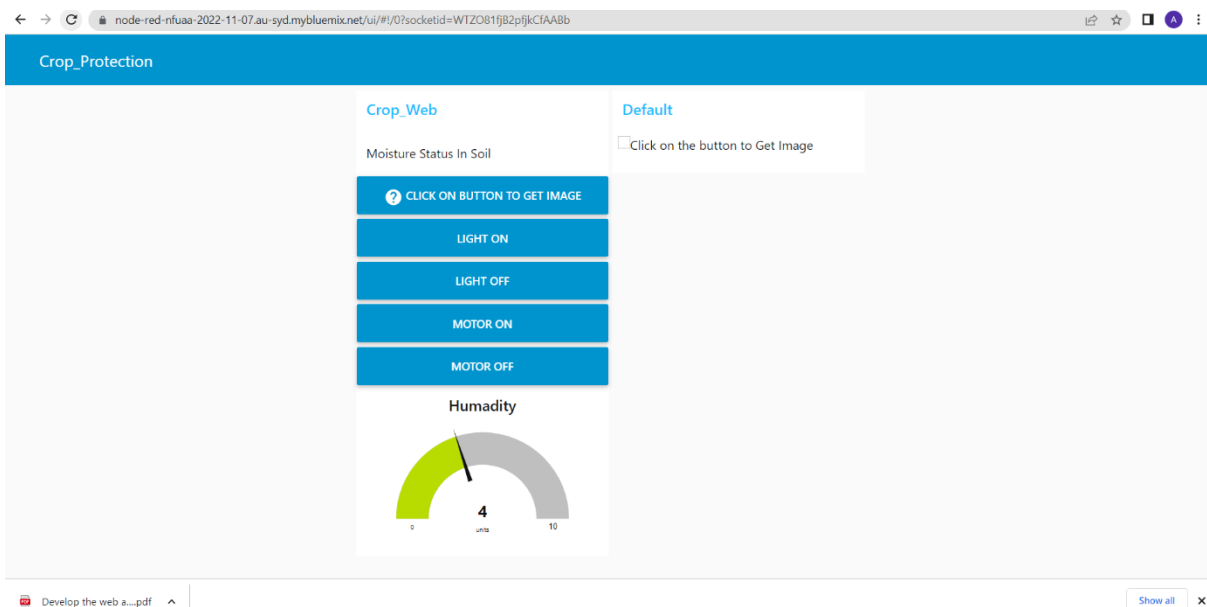 node-red-nfuaa-2022-11-07.au-syd.mybluemix.net/ui/#!/0?socketid=WTZO81fjB2pfjkCfAABb
A
Crop_Protection
Crop_Web
Moisture Status In Soil
? CLICK ON BUTTON TO GET IMAGE
LIGHT ON
LIGHT OFF
MOTOR ON
MOTOR OFF
Humadity
4
units
0
10
Default
Click on the button to Get Image
Develop the web a....pdf
Show all